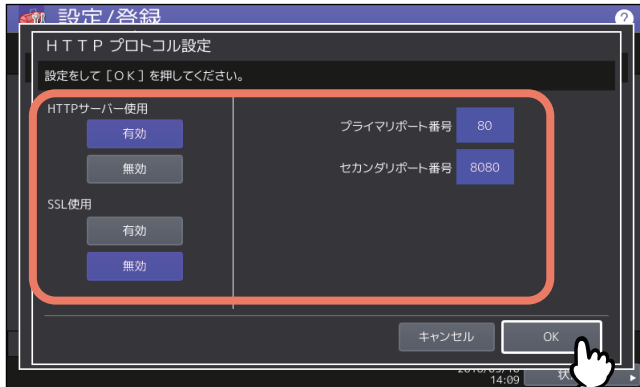 設定/登録
?
ＨＴＴＰ プロトコル設定
設定をして［ＯＫ］を押してください。
HTTPサーバー使用
有効
無効
SSL使用
有効
無効
プライマリポート番号 80
セカンダリポート番号 8080
キャンセル
OK
14:09
状